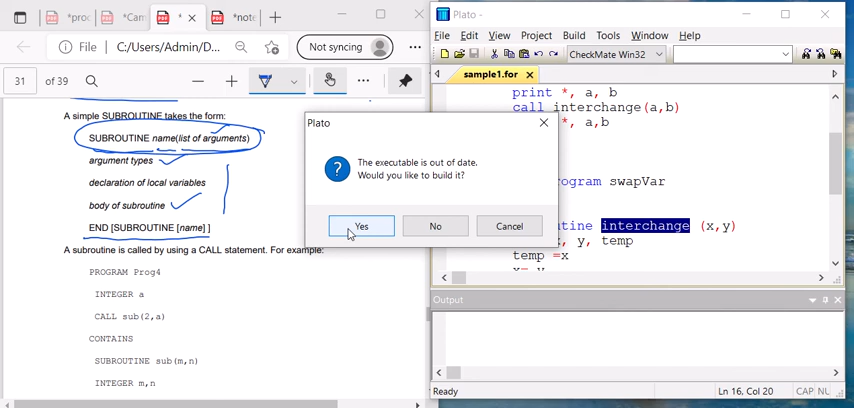 *proc
*Can
*
*note
File C:/Users/Admin/D...
Not syncing
31 of 39
A simple SUBROUTINE takes the form:
SUBROUTINE name(list of arguments)
argument types
declaration of local variables
body of subroutine
END [SUBROUTINE [name] ]
A subroutine is called by using a CALL statement. For example:
PROGRAM Prog4
INTEGER a
CALL sub(2,a)
CONTAINS
SUBROUTINE sub(m,n)
INTEGER m,n
Plato -
File Edit View Project Build Tools Window Help
CheckMate Win32
sample1.for
print *, a, b
call interchange(a,b)
*, a,b
rogram swapVar
utine interchange (x,y)
x, y, temp
temp =x
x= y
Output
Ready
Ln 16, Col 20 CAP NU
Plato
The executable is out of date.
Would you like to build it?
Yes No Cancel